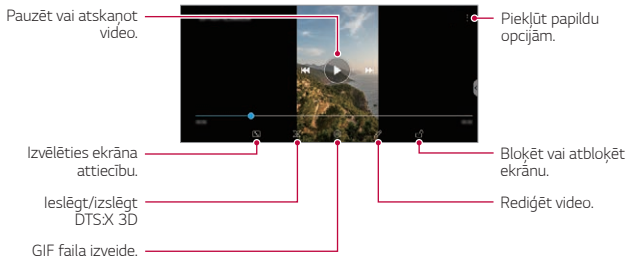 Pauzēt vai atskaņot
video.
Piekļūt papildu
opcijām.
Izvēlēties ekrāna
attiecību.
Ieslēgt/izslēgt
DTS:X 3D
GIF faila izveide.
Bloķēt vai atbloķēt
ekrānu.
Rediģēt video.